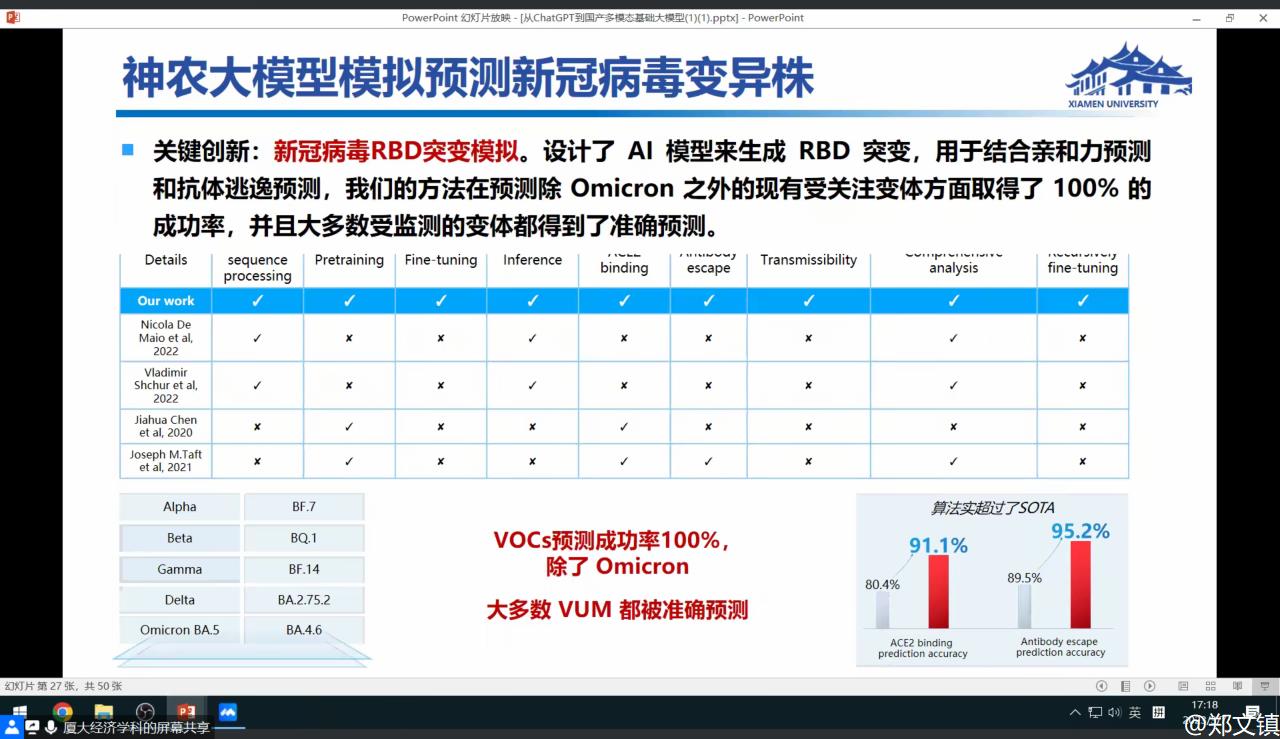 PowerPoint 幻灯片放映 - [从ChatGPT到国产多模态基础大模型(1)(1).pptx] - PowerPoint
神农大模型模拟预测新冠病毒变异株
XIAMEN UNIVERSITY
关键创新：新冠病毒RBD突变模拟。设计了 AI 模型来生成 RBD 突变，用于结合亲和力预测
和抗体逃逸预测，我们的方法在预测除 Omicron 之外的现有受关注变体方面取得了 100% 的
成功率，并且大多数受监测的变体都得到了准确预测。
Details
sequence
processing
Pretraining
Fine-tuning
Inference
ACE2
binding
Antibody
escape
Transmissibility
Comprehensive
analysis
Recursively
fine-tuning
Our work ✓ ✓ ✓ ✓ ✓ ✓ ✓ ✓ ✓
Nicola De
Maio et al,
2022
✓ ✘ ✘ ✓ ✘ ✘ ✘ ✓ ✘
Vladimir
Shchur et al,
2022
✓ ✘ ✘ ✓ ✘ ✘ ✘ ✓ ✘
Jiahua Chen
et al, 2020
✘ ✓ ✘ ✘ ✓ ✘ ✘ ✘ ✘
Joseph M.Taft
et al, 2021
✘ ✓ ✘ ✘ ✓ ✓ ✘ ✓ ✘
Alpha BF.7
Beta BQ.1
Gamma BF.14
Delta BA.2.75.2
Omicron BA.5 BA.4.6
VOCs预测成功率100%，
除了 Omicron
大多数 VUM 都被准确预测
算法实超过了SOTA
80.4% 91.1%
89.5% 95.2%
ACE2 binding
prediction accuracy
Antibody escape
prediction accuracy
幻灯片 第 27 张，共 50 张
英 拼
17:18
厦大经济学科的屏幕共享
@郑文镇